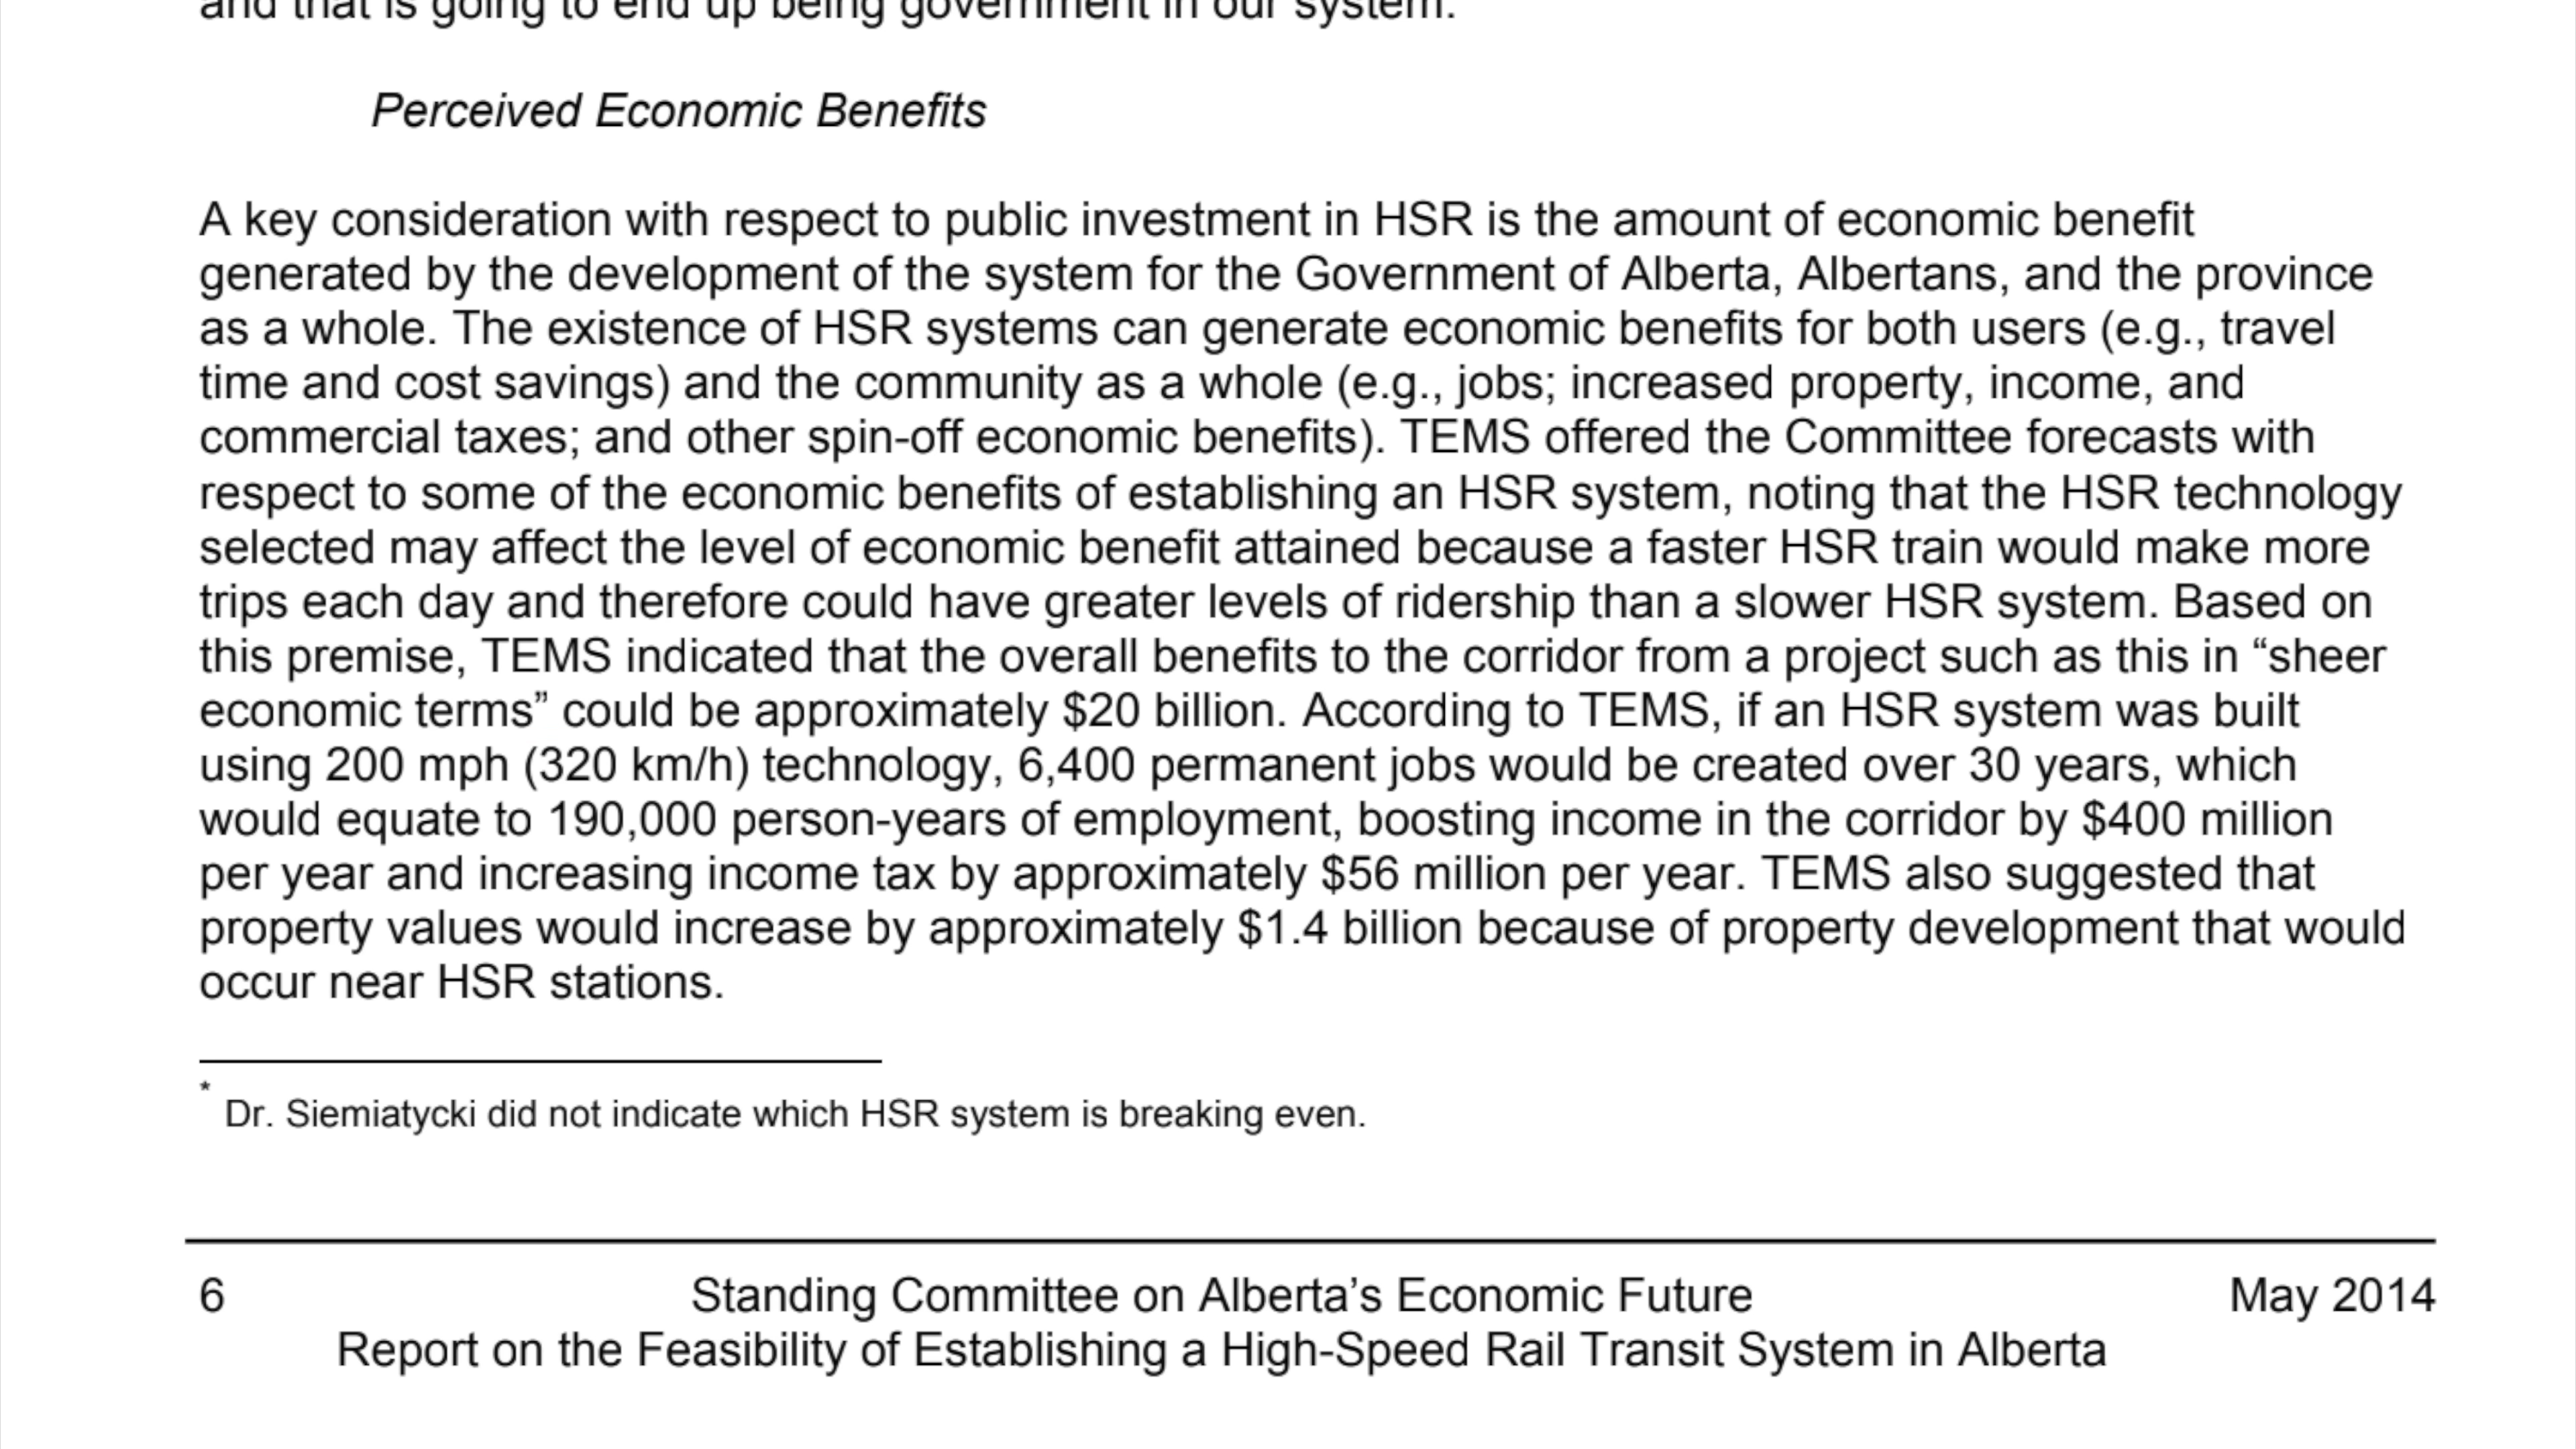 and that is going to end up being government in our system.
Perceived Economic Benefits
A key consideration with respect to public investment in HSR is the amount of economic benefit
generated by the development of the system for the Government of Alberta, Albertans, and the province
as a whole. The existence of HSR systems can generate economic benefits for both users (e.g., travel
time and cost savings) and the community as a whole (e.g., jobs; increased property, income, and
commercial taxes; and other spin-off economic benefits). TEMS offered the Committee forecasts with
respect to some of the economic benefits of establishing an HSR system, noting that the HSR technology
selected may affect the level of economic benefit attained because a faster HSR train would make more
trips each day and therefore could have greater levels of ridership than a slower HSR system. Based on
this premise, TEMS indicated that the overall benefits to the corridor from a project such as this in “sheer
economic terms” could be approximately $20 billion. According to TEMS, if an HSR system was built
using 200 mph (320 km/h) technology, 6,400 permanent jobs would be created over 30 years, which
would equate to 190,000 person-years of employment, boosting income in the corridor by $400 million
per year and increasing income tax by approximately $56 million per year. TEMS also suggested that
property values would increase by approximately $1.4 billion because of property development that would
occur near HSR stations.
* Dr. Siemiatycki did not indicate which HSR system is breaking even.
6 Standing Committee on Alberta’s Economic Future May 2014
Report on the Feasibility of Establishing a High-Speed Rail Transit System in Alberta